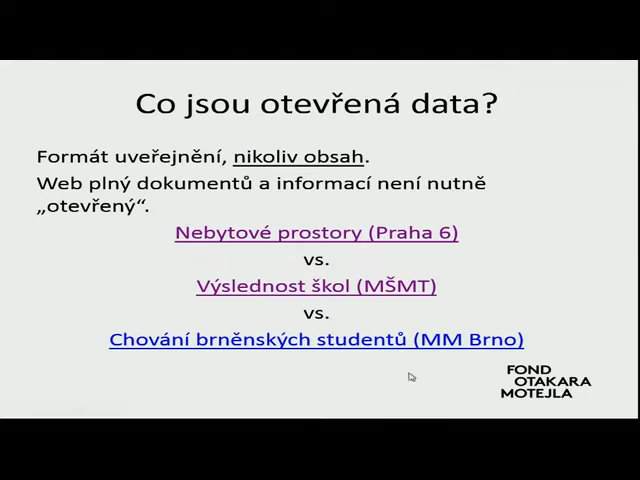 Co jsou otevřená data?
Formát uveřejnění, nikoliv obsah.
Web plný dokumentů a informací není nutně
„otevřený“.
Nebytové prostory (Praha 6)
vs.
Výslednost škol (MŠMT)
vs.
Chování brněnských studentů (MM Brno)
FOND
OTAKARA
MOTEJLA